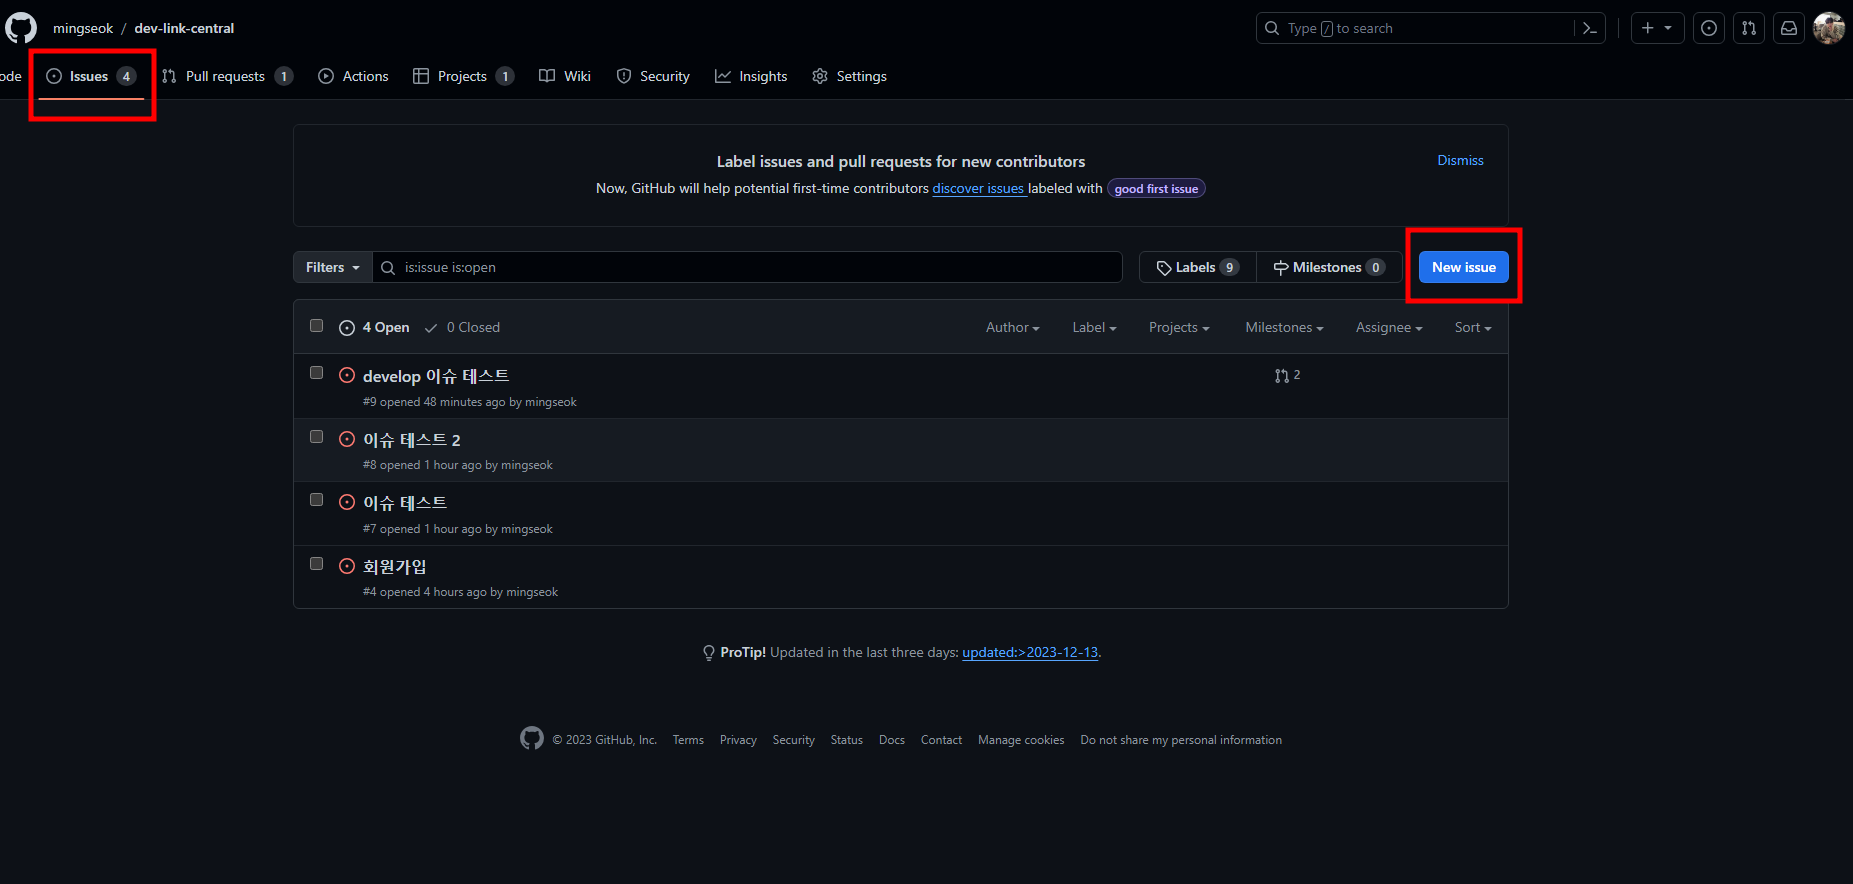 mingseok / dev-link-central
Type / to search
ode Issues 4 Pull requests 1 Actions Projects 1 Wiki Security Insights Settings
Label issues and pull requests for new contributors
Dismiss
Now, GitHub will help potential first-time contributors discover issues labeled with good first issue
Filters is:issue is:open Labels 9 Milestones 0 New issue
4 Open 0 Closed Author Label Projects Milestones Assignee Sort
develop 이슈 테스트 2
#9 opened 48 minutes ago by mingseok
이슈 테스트 2
#8 opened 1 hour ago by mingseok
이슈 테스트
#7 opened 1 hour ago by mingseok
회원가입
#4 opened 4 hours ago by mingseok
ProTip! Updated in the last three days: updated:>2023-12-13.
© 2023 GitHub, Inc. Terms Privacy Security Status Docs Contact Manage cookies Do not share my personal information